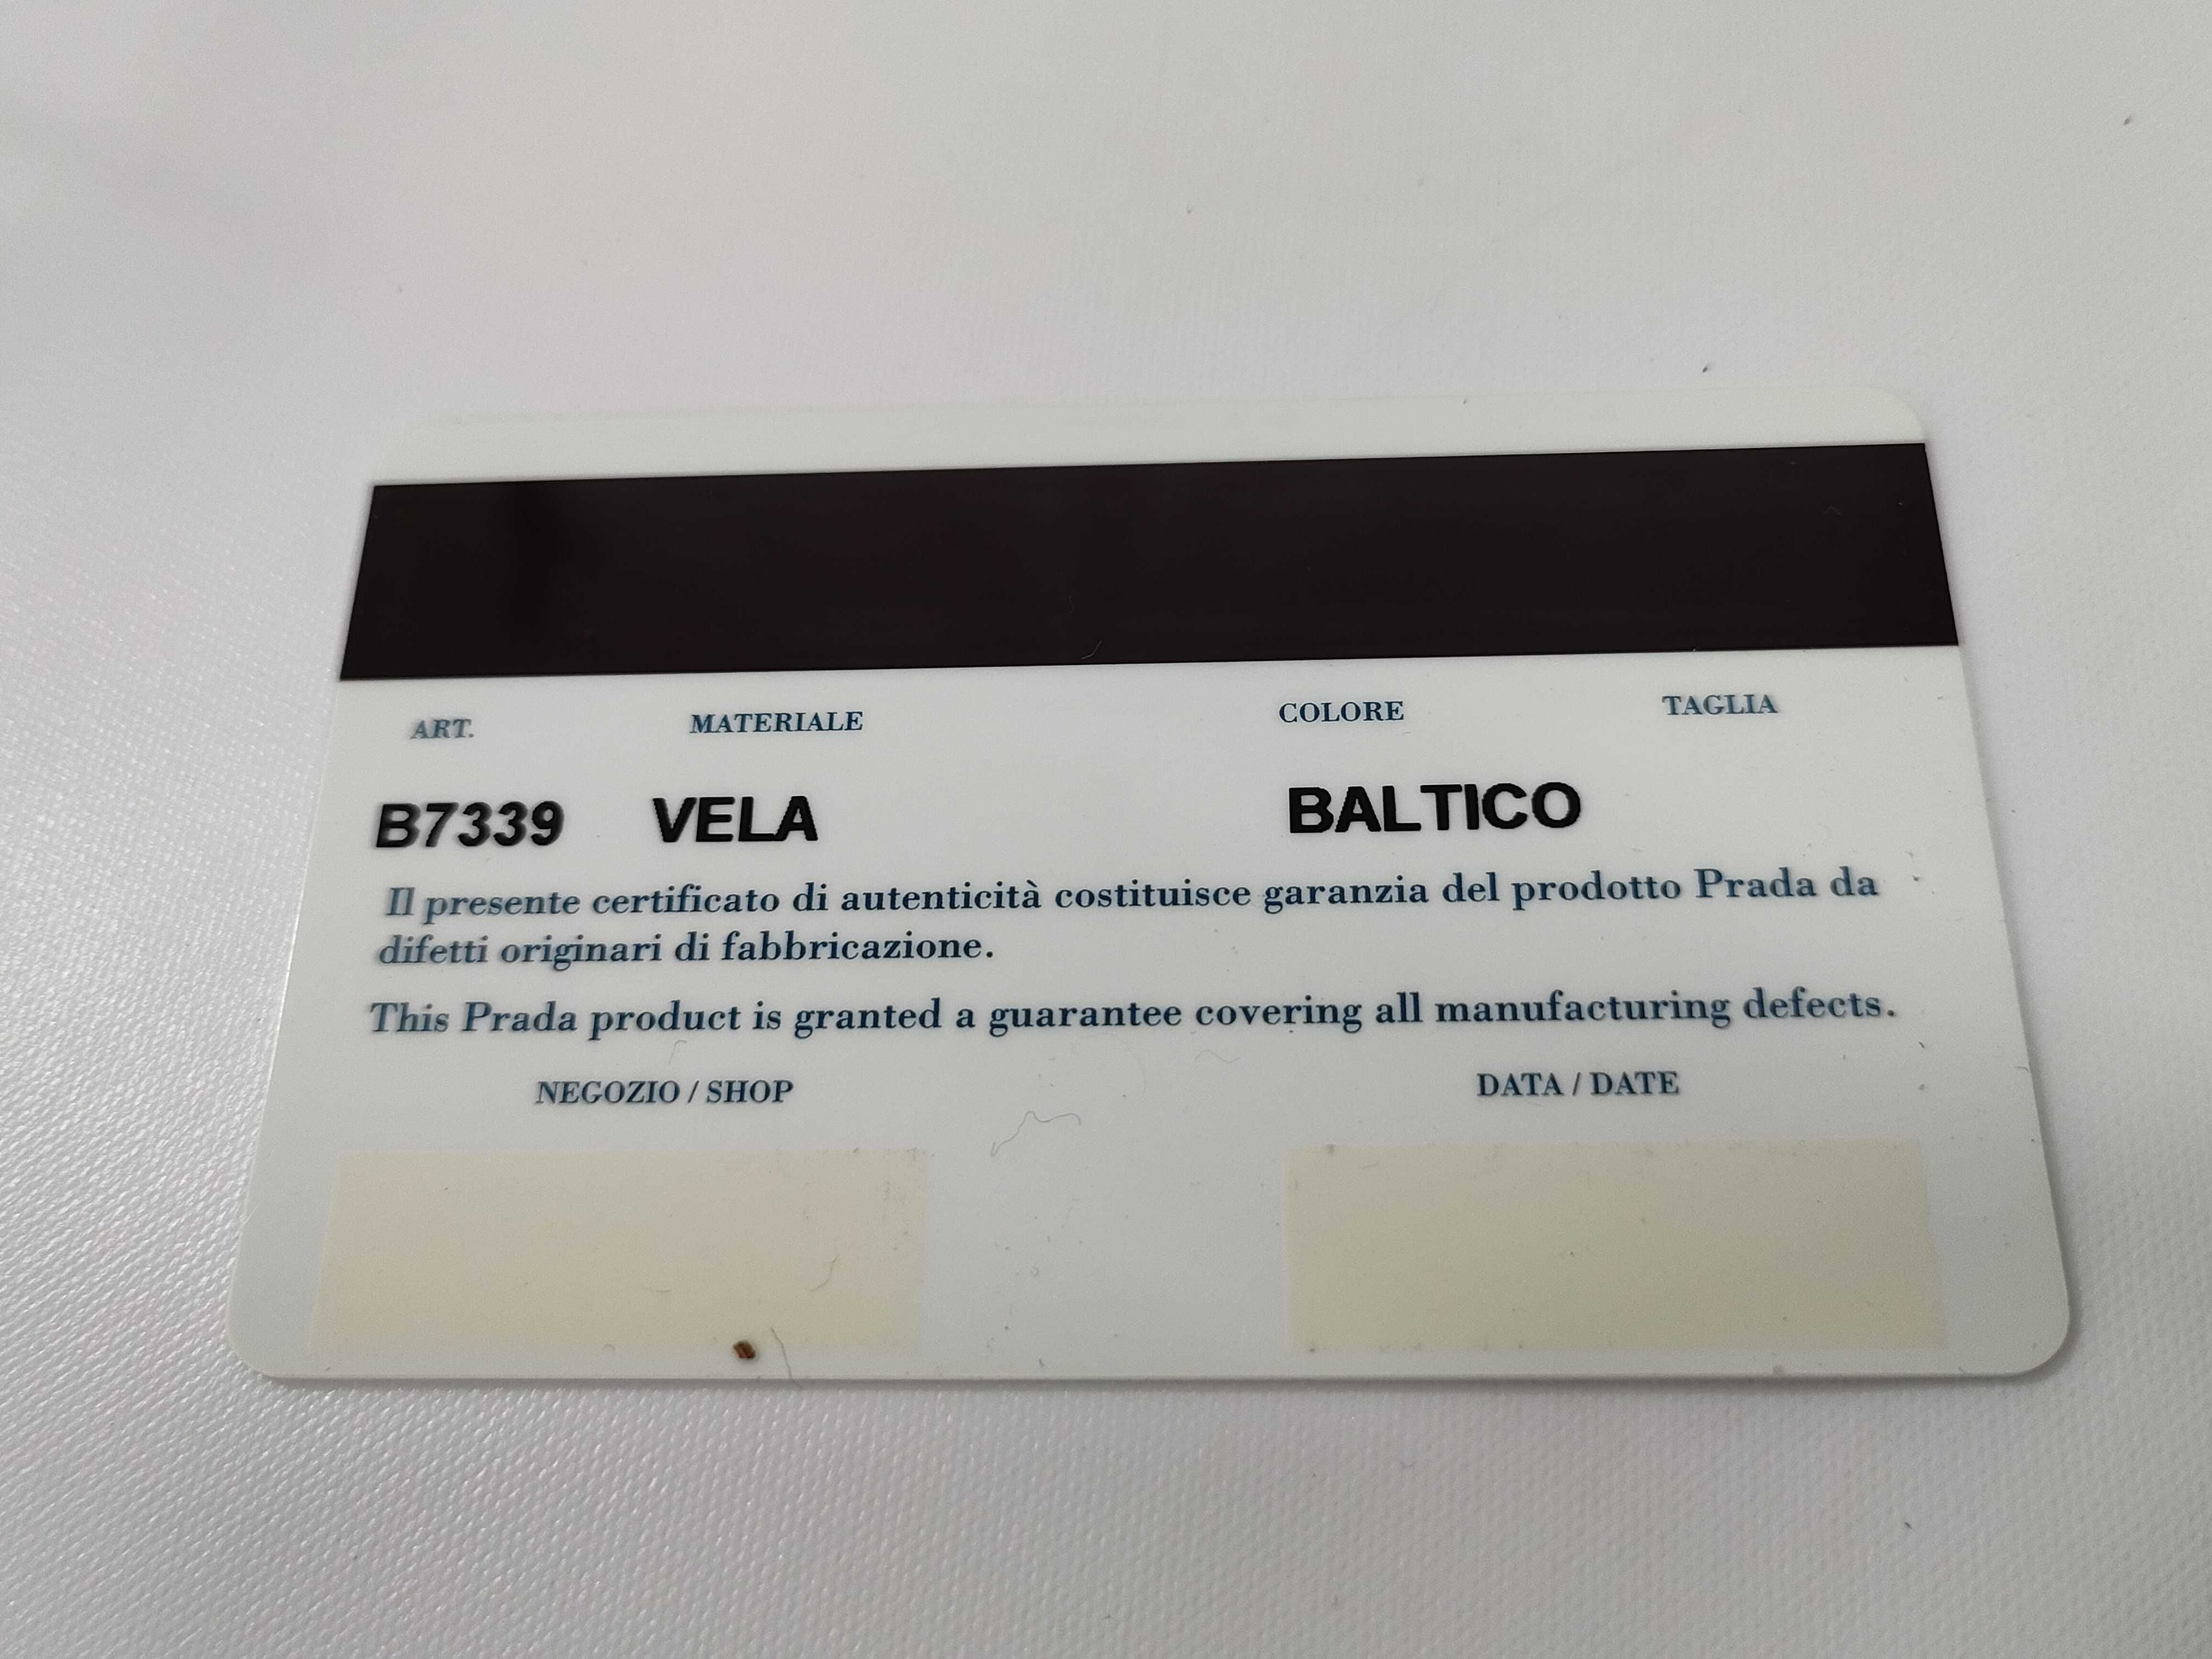 ART. MATERIALE COLORE TAGLIA
B7339 VELA BALTICO
Il presente certificato di autenticità costituisce garanzia del prodotto Prada da
difetti originari di fabbricazione.
This Prada product is granted a guarantee covering all manufacturing defects.
NEGOZIO / SHOP DATA / DATE